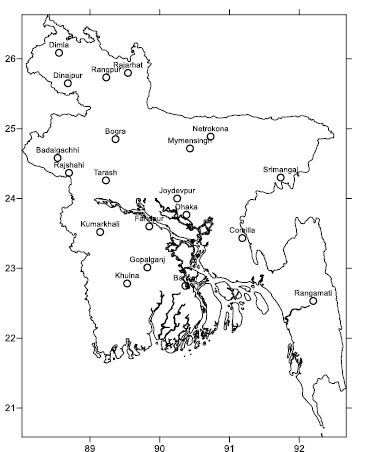 Dimla
26
Rajarhat
Rangpur
Dinajpur
25
Netrokona
Bogra
Mymensingh
Badalgachhi
Rajshahi
Srimangal
Tarash
24
Joydevpur
Dhaka
Faridpur
Kumarkhali
Comilla
23
Gopalganj
Khulna
Rangamati
22
21
89
90
91
92